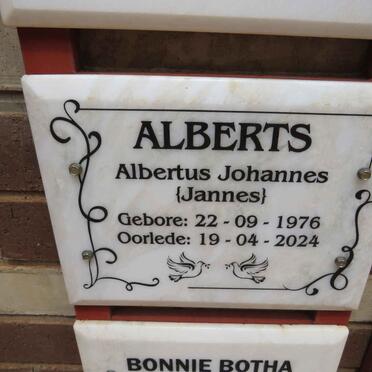 ALBERTS
Albertus Johannes
{Jannes}
Gebore: 22 - 09 - 1976
Oorlede: 19 - 04 - 2024
BONNIE BOTHA